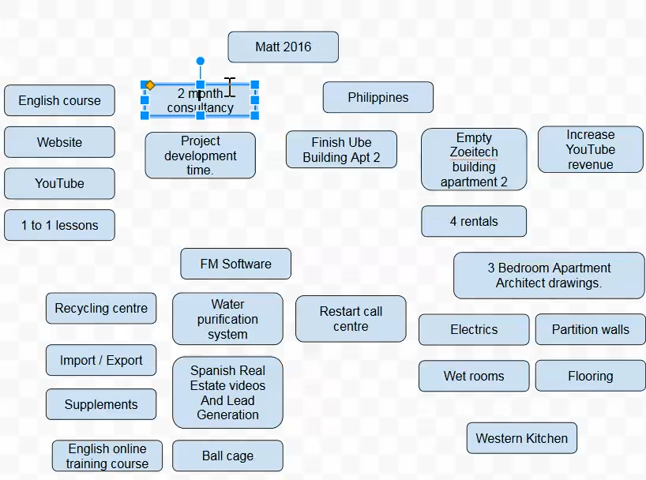 Matt 2016
English course
2 month
consultancy
Philippines
Website
Project
development
time.
Finish Ube
Building Apt 2
Empty
Zoeitech
building
apartment 2
Increase
YouTube
revenue
YouTube
1 to 1 lessons
4 rentals
FM Software
3 Bedroom Apartment
Architect drawings.
Recycling centre
Water
purification
system
Restart call
centre
Electrics
Partition walls
Import / Export
Spanish Real
Estate videos
And Lead
Generation
Wet rooms
Flooring
Supplements
Western Kitchen
English online
training course
Ball cage